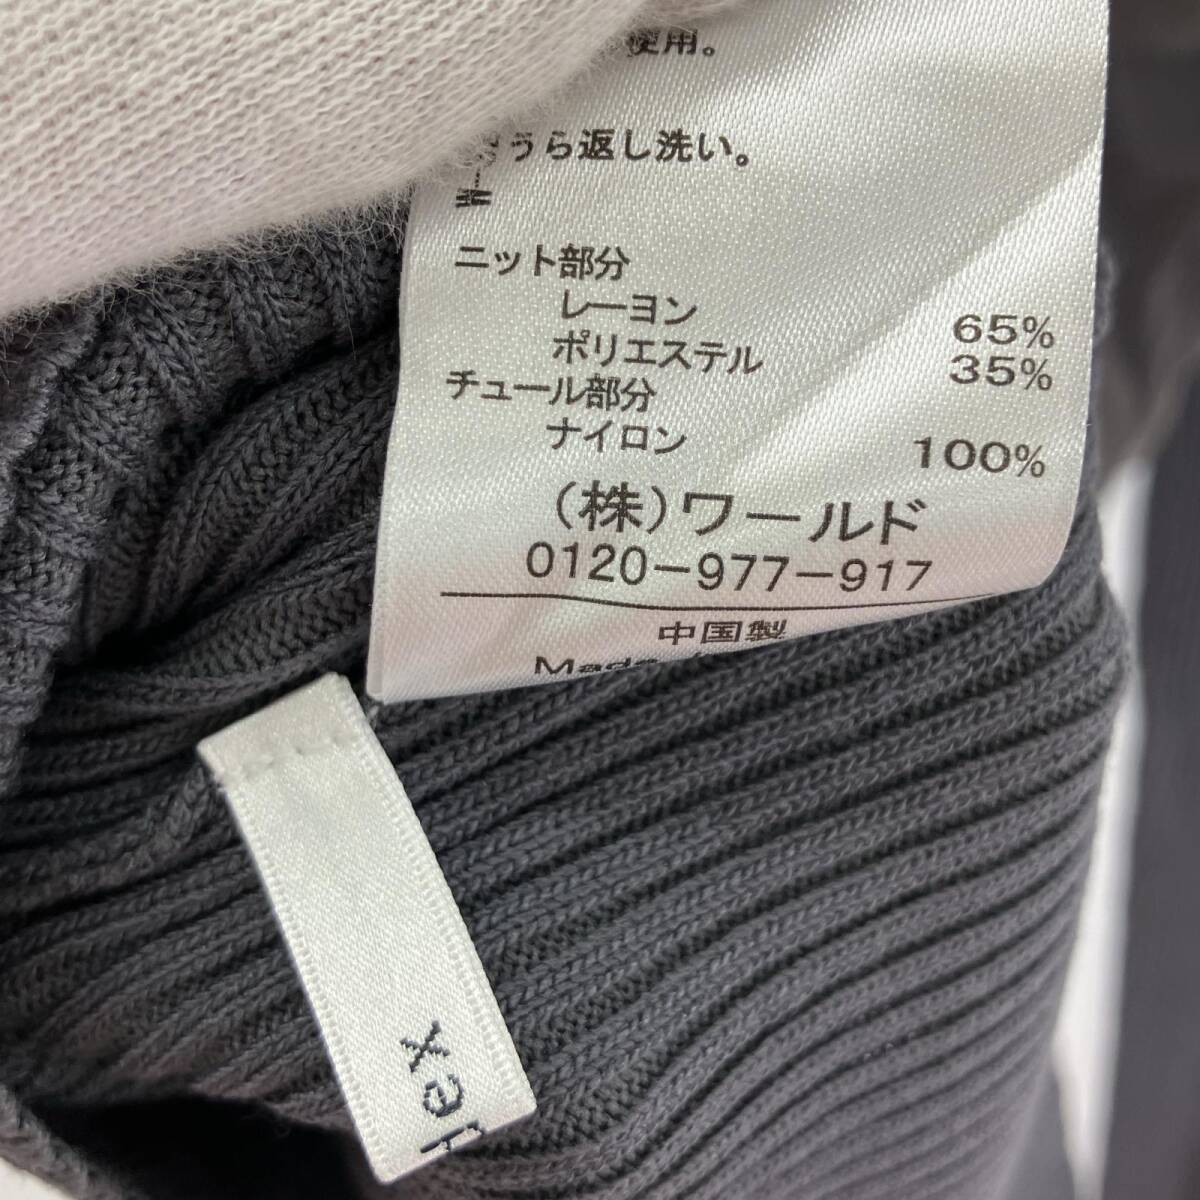 使用。
うら返し洗い。
ニット部分
レーヨン 65%
ポリエステル 35%
チュール部分
ナイロン 100%
(株)ワールド
0120-977-917
中国製
Made